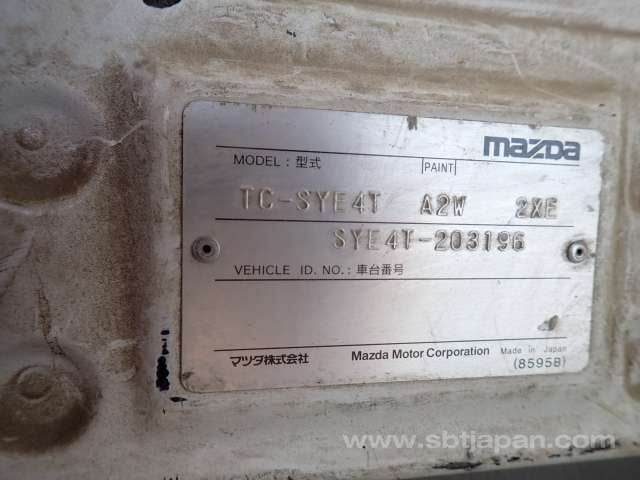 mazda
MODEL : 型式 PAINT
TC-SYE4T A2W 2XE
SYE4T-203196
VEHICLE ID. NO. : 車台番号
マツダ株式会社 Mazda Motor Corporation Made in Japan
(85958)
www.sbtjapan.com